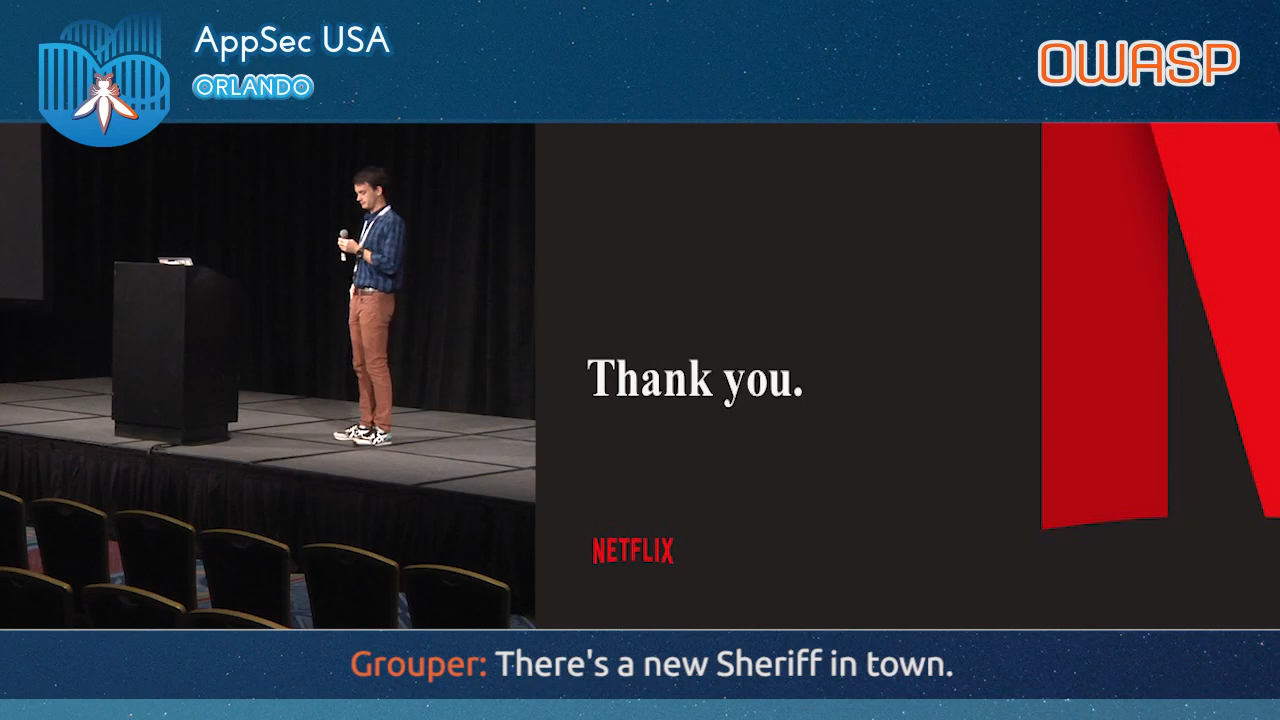 AppSec USA
ORLANDO
OWASP
Thank you.
NETFLIX
Grouper: There's a new Sheriff in town.